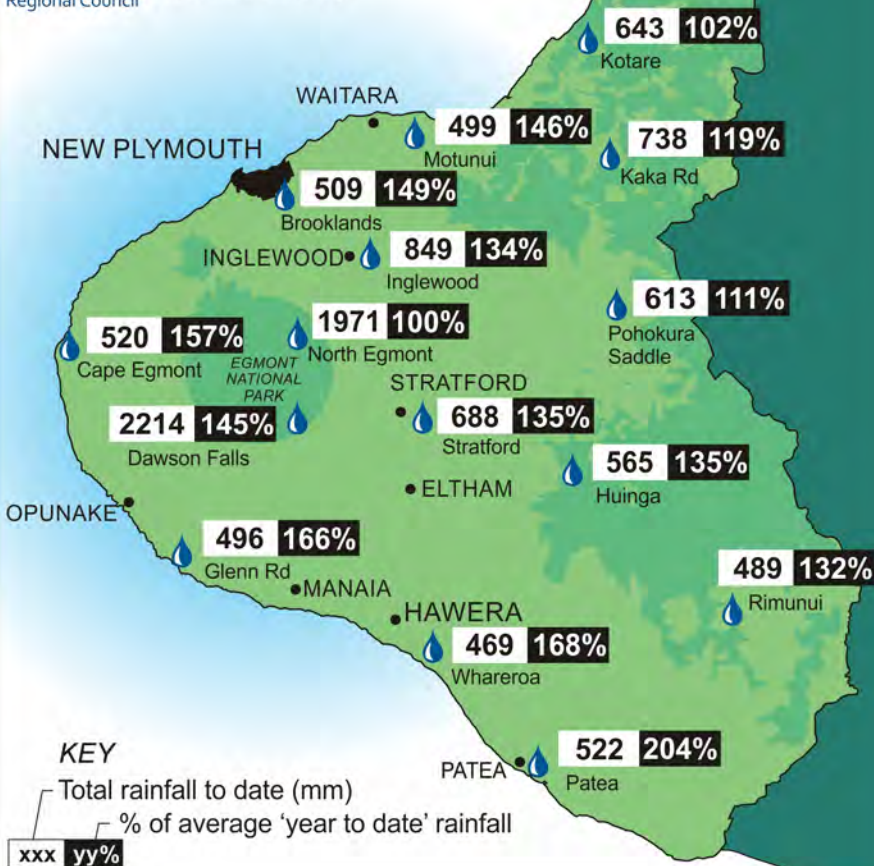 Regional Council
643 102%
Kotare
WAITARA
499 146%
Motunui
738 119%
Kaka Rd
NEW PLYMOUTH
509 149%
Brooklands
INGLEWOOD
849 134%
Inglewood
613 111%
Pohokura
Saddle
520 157%
Cape Egmont
1971 100%
North Egmont
EGMONT
NATIONAL
PARK
STRATFORD
2214 145%
Dawson Falls
688 135%
Stratford
565 135%
Huinga
ELTHAM
OPUNAKE
496 166%
Glenn Rd
MANAIA
489 132%
Rimunui
HAWERA
469 168%
Whareroa
522 204%
Patea
PATEA
KEY
Total rainfall to date (mm)
% of average ‘year to date’ rainfall
xxx yy%